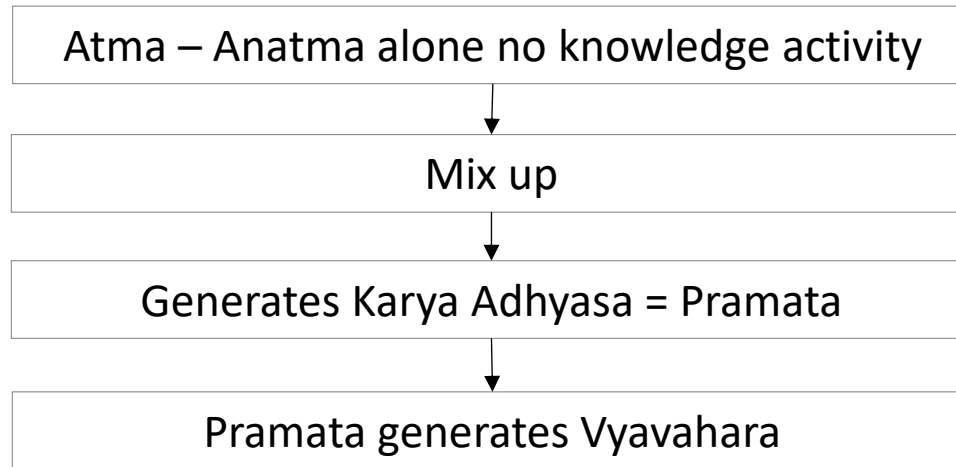 Atma – Anatma alone no knowledge activity
Mix up
Generates Karya Adhyasa = Pramata
Pramata generates Vyavahara